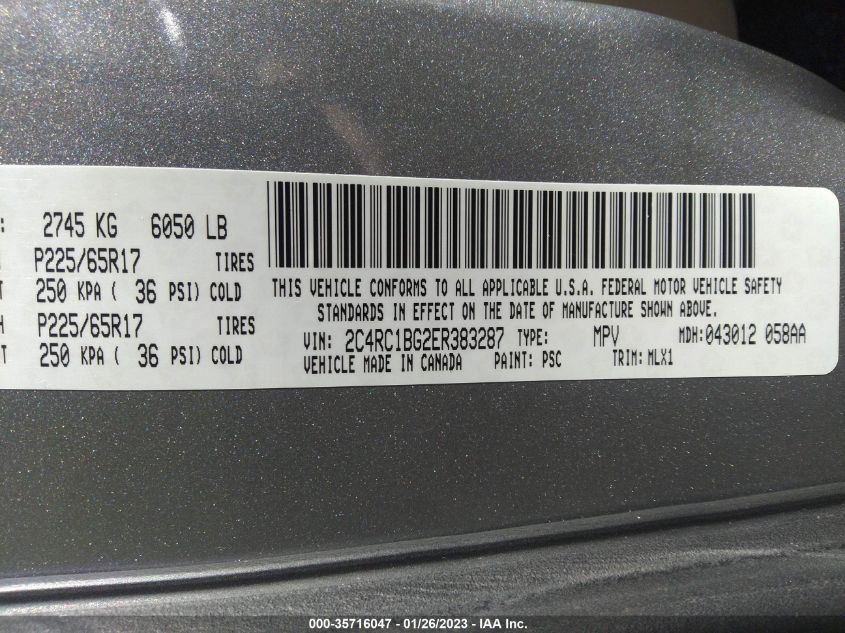 : 2745 KG 6050 LB
P225/65R17 TIRES
T 250 KPA ( 36 PSI) COLD
H P225/65R17 TIRES
T 250 KPA ( 36 PSI) COLD
THIS VEHICLE CONFORMS TO ALL APPLICABLE U.S.A. FEDERAL MOTOR VEHICLE SAFETY
STANDARDS IN EFFECT ON THE DATE OF MANUFACTURE SHOWN ABOVE.
VIN: 2C4RC1BG2ER383287 TYPE: MPV MDH:043012 058AA
VEHICLE MADE IN CANADA PAINT: PSC TRIM: MLX1
000-35716047 - 01/26/2023 - IAA Inc.